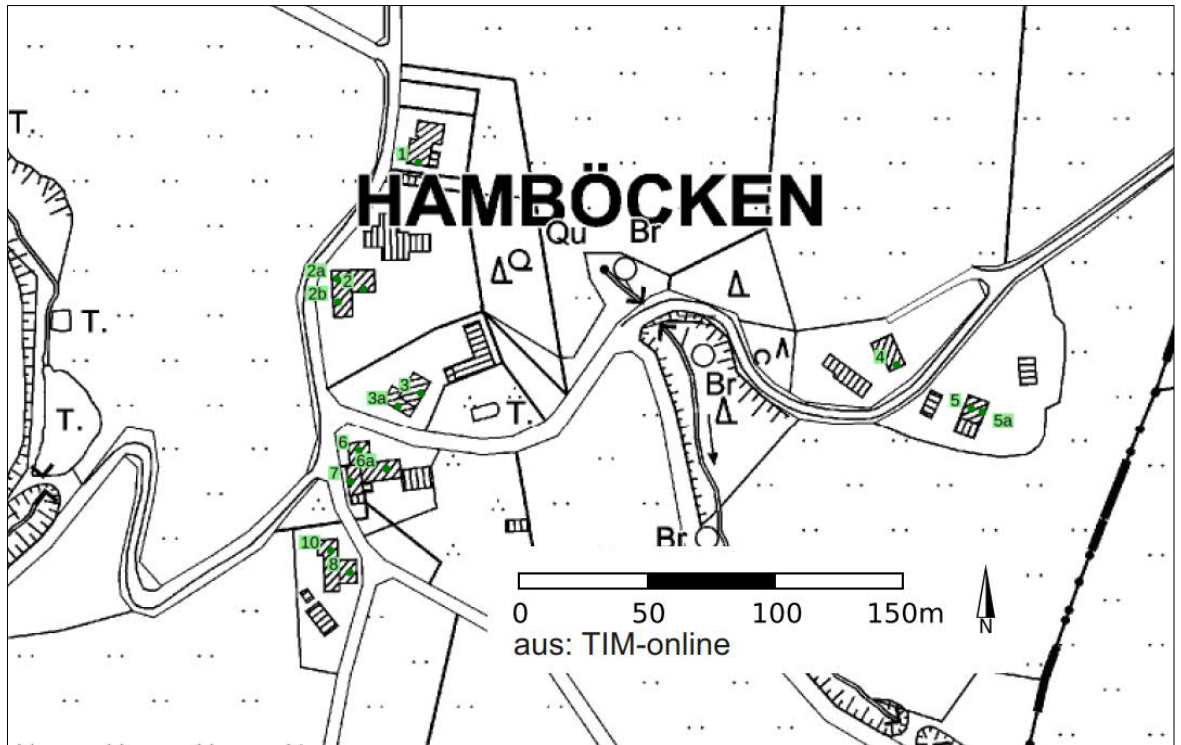 T.
1
HAMBÖCKEN
Qu
Br
2a
2
2b
Q
T.
3
3a
T.
Br
4
5
5a
T.
6
6a
7
10
8
Br
0 50 100 150m
N
aus: TIM-online